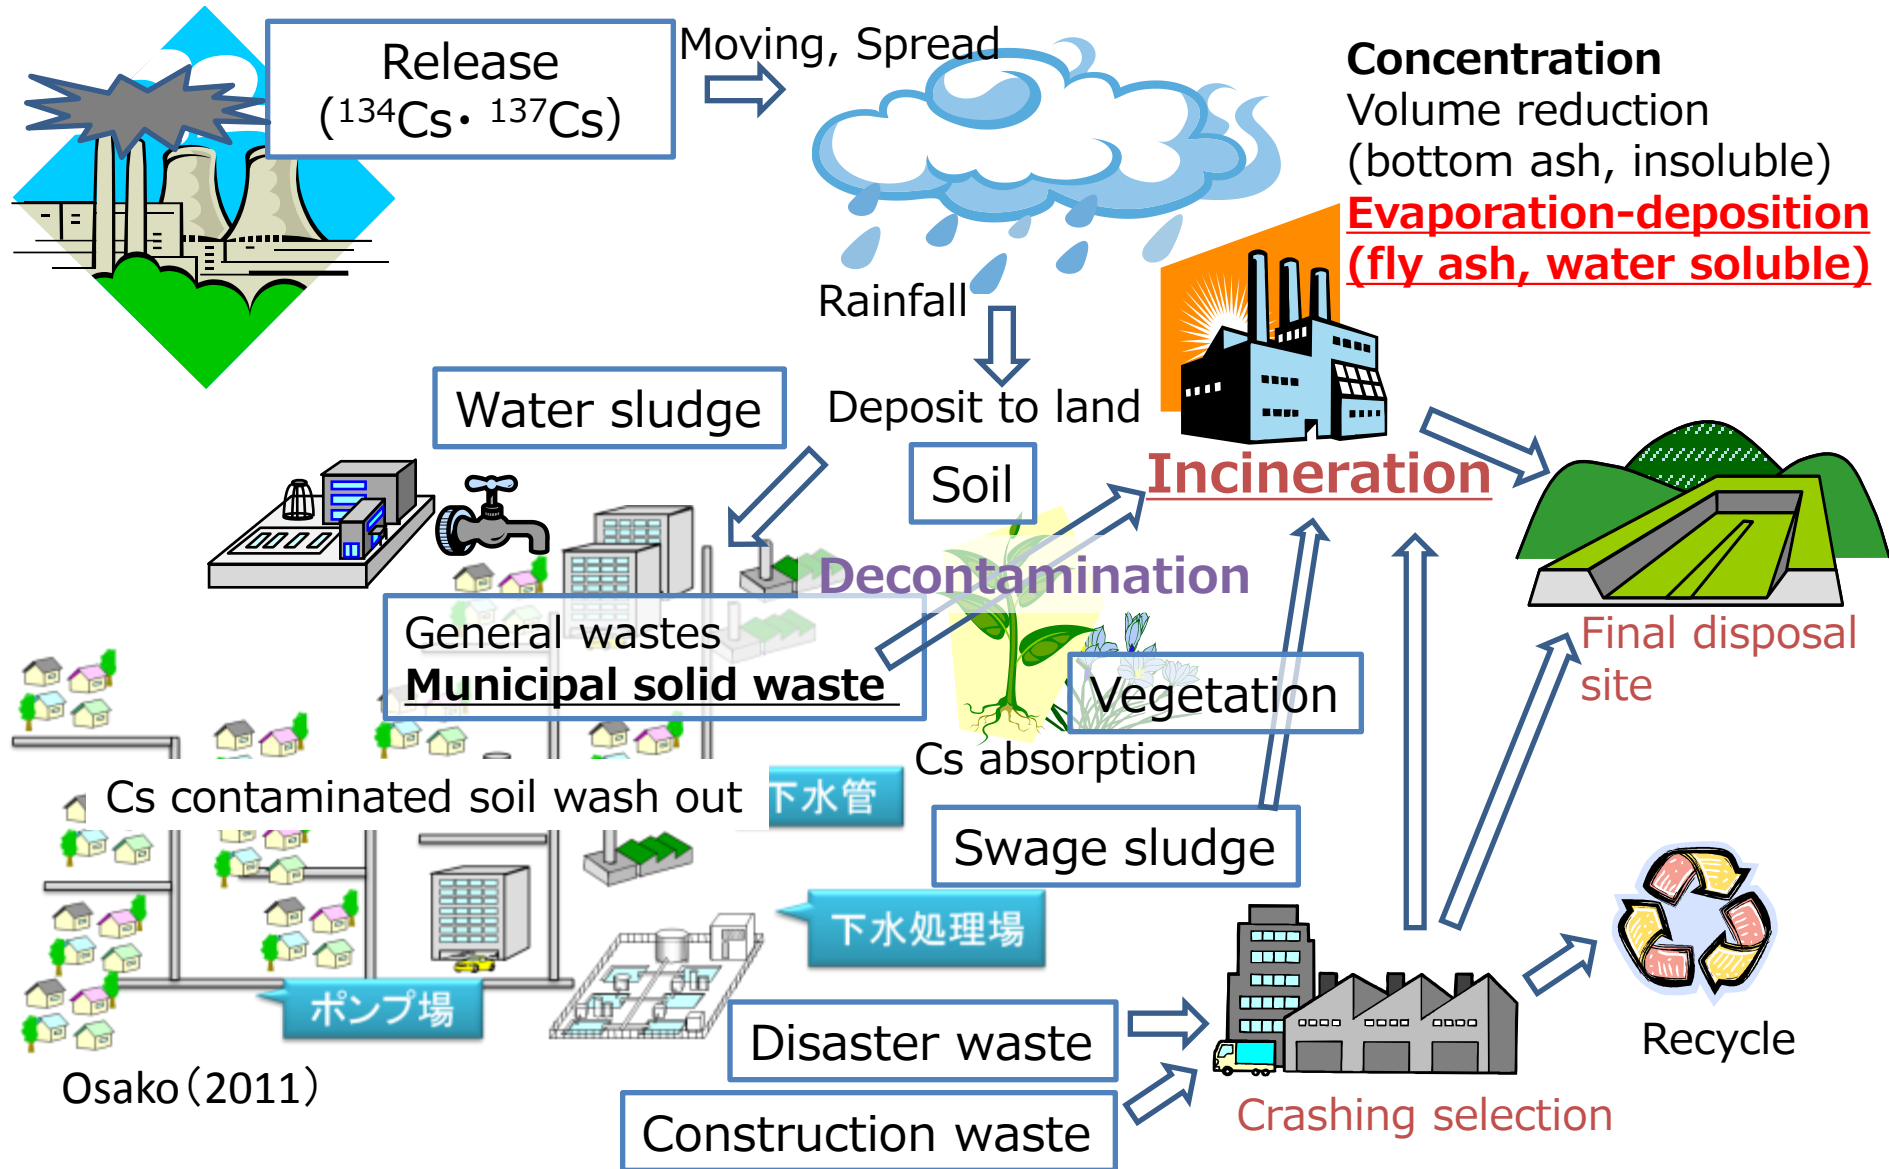 Release
(¹³⁴Cs・¹³⁷Cs)
Moving, Spread
Concentration
Volume reduction
(bottom ash, insoluble)
Evaporation-deposition
(fly ash, water soluble)
Rainfall
Deposit to land
Water sludge
Soil
Incineration
Decontamination
General wastes
Municipal solid waste
Vegetation
Final disposal
site
Cs absorption
Cs contaminated soil wash out
下水管
Swage sludge
下水処理場
ポンプ場
Disaster waste
Recycle
Osako（2011）
Construction waste
Crashing selection